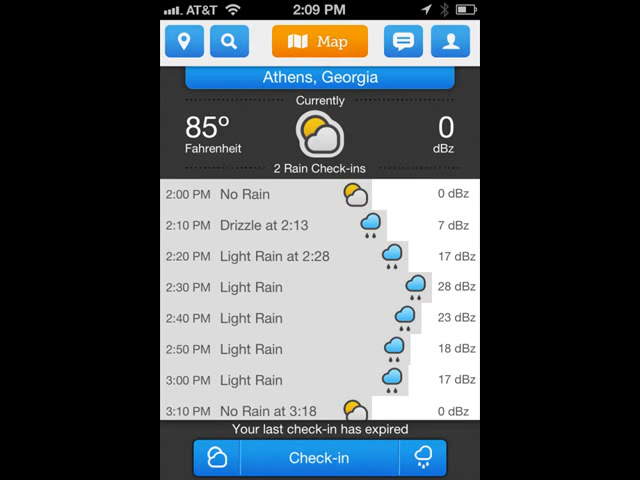 AT&T 2:09 PM
Map
Athens, Georgia
Currently
85° 0
Fahrenheit dBz
2 Rain Check-ins
2:00 PM No Rain 0 dBz
2:10 PM Drizzle at 2:13 7 dBz
2:20 PM Light Rain at 2:28 17 dBz
2:30 PM Light Rain 28 dBz
2:40 PM Light Rain 23 dBz
2:50 PM Light Rain 18 dBz
3:00 PM Light Rain 17 dBz
3:10 PM No Rain at 3:18 0 dBz
Your last check-in has expired
Check-in